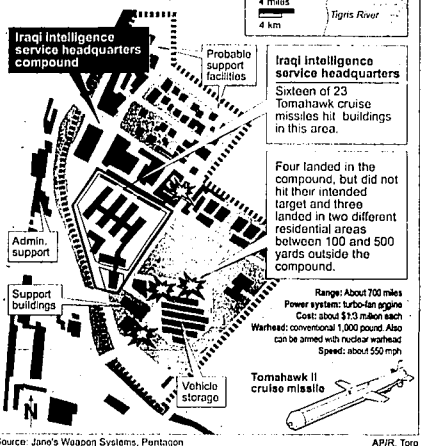 4 miles
4 km
Tigris River
Iraqi intelligence
service headquarters
compound
Probable
support
facilities
Iraqi intelligence
service headquarters
Sixteen of 23
Tomahawk cruise
missiles hit buildings
in this area.
Four landed in the
compound, but did not
hit their intended
target and three
landed in two different
residential areas
between 100 and 500
yards outside the
compound.
Admin.
support
Support
buildings
Vehicle
storage
Range: About 700 miles
Power system: turbo-fan engine
Cost: about $1.3 million each
Warhead: conventional 1,000 pound. Also
can be armed with nuclear warhead
Speed: about 550 mph
Tomahawk II
cruise missile
N
Source: Jane's Weapon Systems, Pentagon
AP/R. Toro